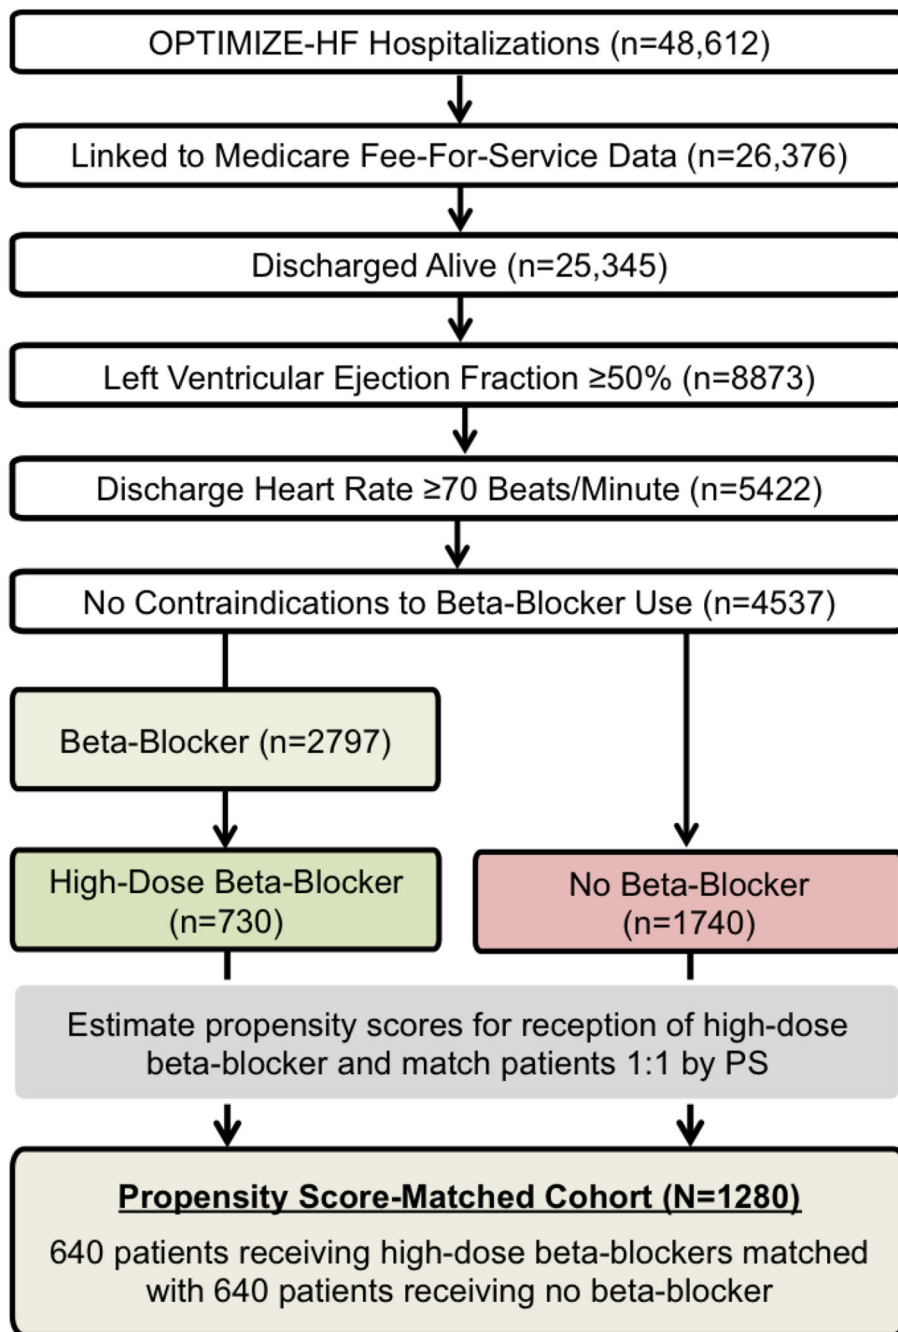 OPTIMIZE-HF Hospitalizations (n=48,612)
Linked to Medicare Fee-For-Service Data (n=26,376)
Discharged Alive (n=25,345)
Left Ventricular Ejection Fraction ≥50% (n=8873)
Discharge Heart Rate ≥70 Beats/Minute (n=5422)
No Contraindications to Beta-Blocker Use (n=4537)
Beta-Blocker (n=2797)
High-Dose Beta-Blocker
(n=730)
No Beta-Blocker
(n=1740)
Estimate propensity scores for reception of high-dose
beta-blocker and match patients 1:1 by PS
Propensity Score-Matched Cohort (N=1280)
640 patients receiving high-dose beta-blockers matched
with 640 patients receiving no beta-blocker